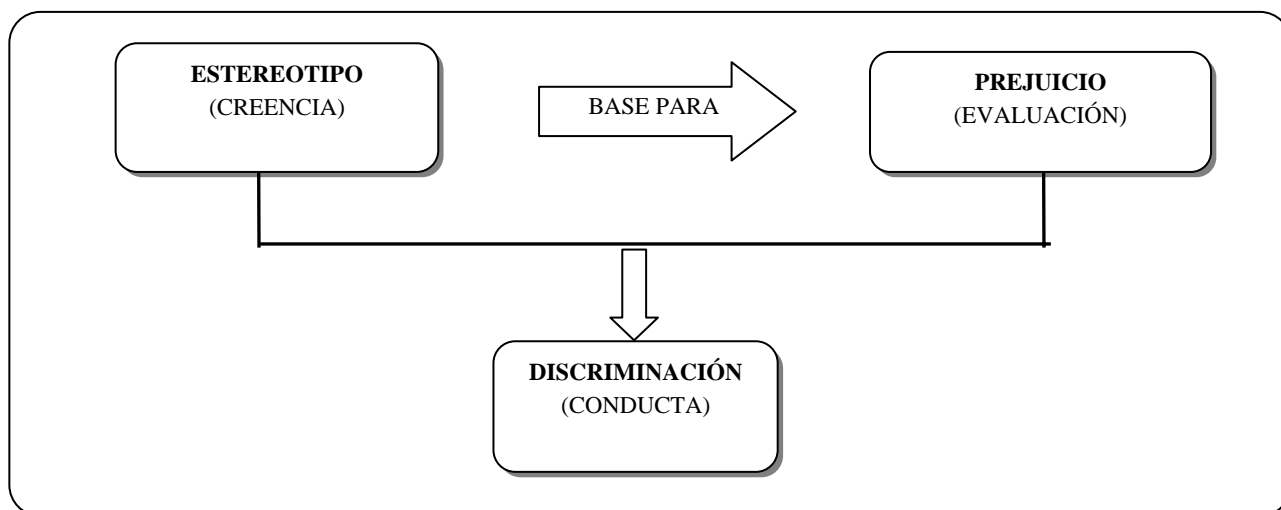 ESTEREOTIPO
(CREENCIA)
BASE PARA
PREJUICIO
(EVALUACIÓN)
DISCRIMINACIÓN
(CONDUCTA)